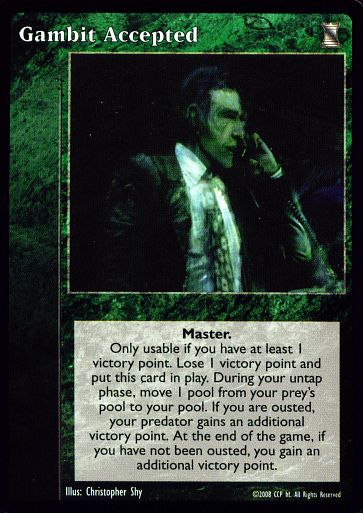 Gambit Accepted
Master.
Only usable if you have at least 1
victory point. Lose 1 victory point and
put this card in play. During your untap
phase, move 1 pool from your prey's
pool to your pool. If you are ousted,
your predator gains an additional
victory point. At the end of the game, if
you have not been ousted, you gain an
additional victory point.
Illus: Christopher Shy
©2008 CCP hf. All Rights Reserved